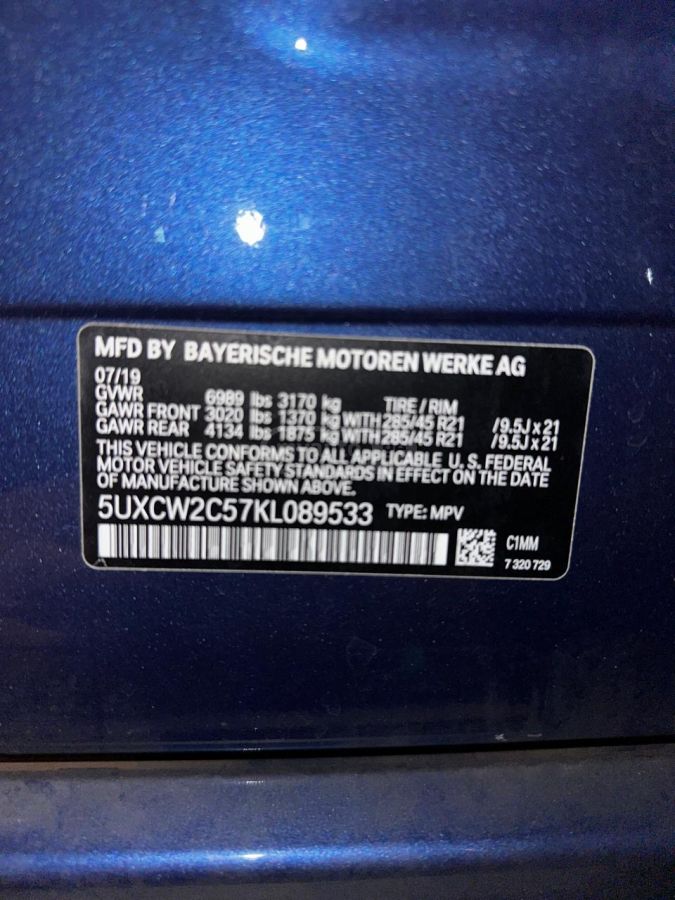 MFD BY BAYERISCHE MOTOREN WERKE AG
07/19
GVWR 6989 lbs 3170 kg TIRE / RIM
GAWR FRONT 3020 lbs 1370 kg WITH 285/45 R21 /9.5J x 21
GAWR REAR 4134 lbs 1875 kg WITH 285/45 R21 /9.5J x 21
THIS VEHICLE CONFORMS TO ALL APPLICABLE U. S. FEDERAL
MOTOR VEHICLE SAFETY STANDARDS IN EFFECT ON THE DATE
OF MANUFACTURE SHOWN ABOVE.
5UXCW2C57KL089533 TYPE: MPV
C1MM
7 320 729